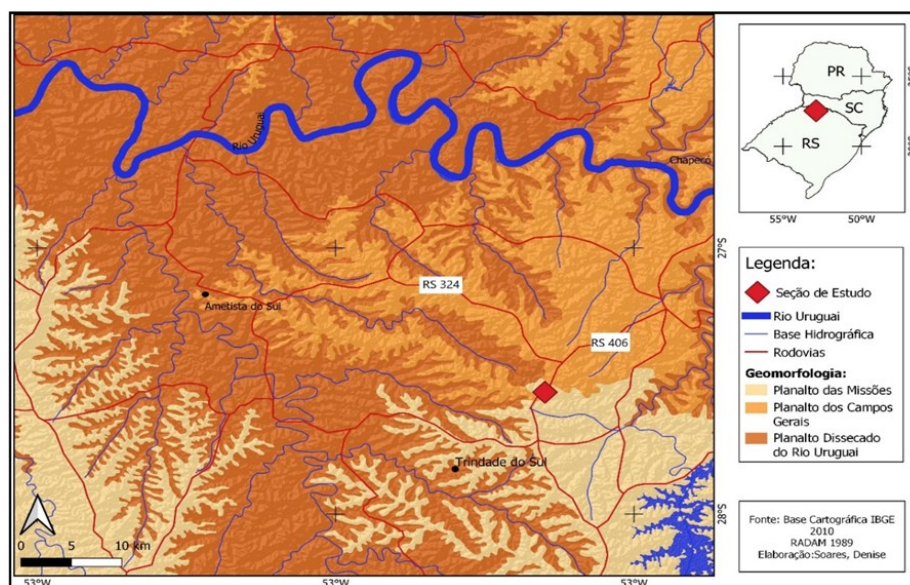 Rio Uruguai
Chapecó
RS 324
Ametista do Sul
RS 406
Trindade do Sul
0 5 10 km
53°W
53°W
53°W
27°S
28°S
PR
SC
RS
55°W 50°W
Legenda:
Seção de Estudo
Rio Uruguai
Base Hidrográfica
Rodovias
Geomorfologia:
Planalto das Missões
Planalto dos Campos
Gerais
Planalto Dissecado
do Rio Uruguai
Fonte: Base Cartográfica IBGE
2010
RADAM 1989
Elaboração:Soares, Denise